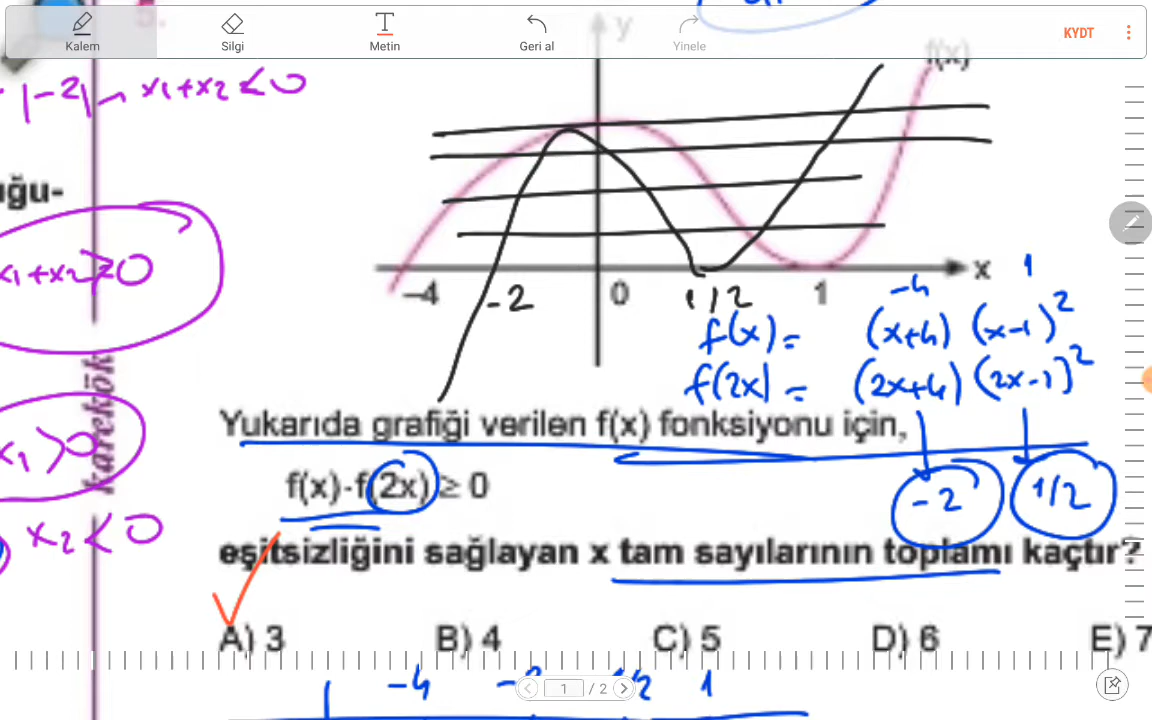 5.
Kalem
Silgi
Metin
Geri al
Yinele
KYDT
y
f(x)
|-2| x1+x2<0
ğu-
x1+x2>0
-4 -2 0 1/2 1 x
-4 1
f(x) = (x+4) (x-1)²
f(2x) = (2x+4) (2x-1)²
karekök
Yukarıda grafiği verilen f(x) fonksiyonu için,
x1>0
f(x)·f(2x) ≥ 0
-2 1/2
x2<0
eşitsizliğini sağlayan x tam sayılarının toplamı kaçtır?
A) 3 B) 4 C) 5 D) 6 E) 7
-4 1
1 / 2